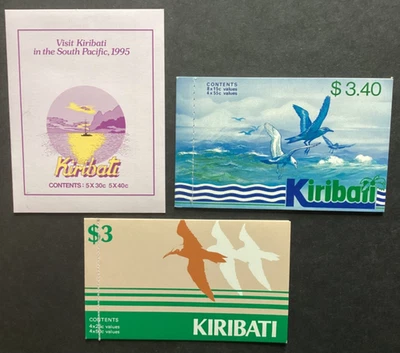 Visit Kiribati
in the South Pacific, 1995
Kiribati
CONTENTS : 5 X 30c 5 X 40c
CONTENTS
8 x 15c values
4 x 55c values
$ 3.40
Kiribati
$3
CONTENTS
4 x 25c values
4 x 50c values
KIRIBATI